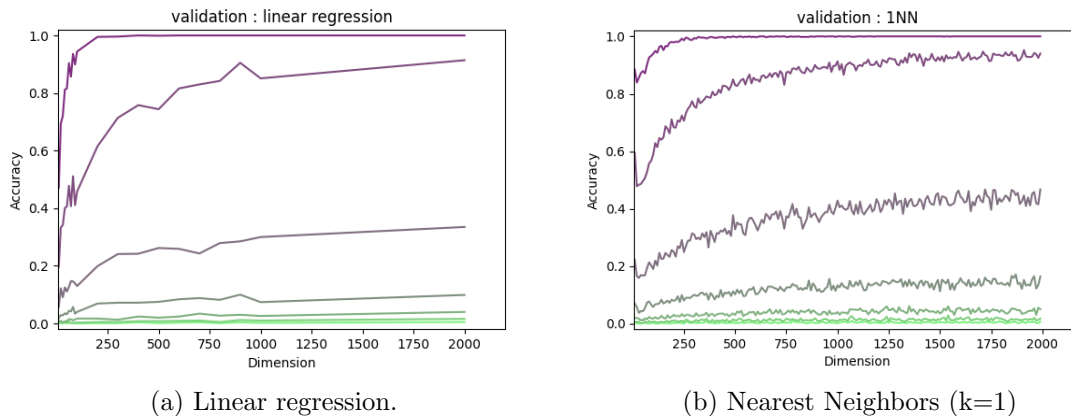 validation : linear regression
1.0
0.8
0.6
0.4
0.2
0.0
Accuracy
250 500 750 1000 1250 1500 1750 2000
Dimension
(a) Linear regression.
validation : 1NN
1.0
0.8
0.6
0.4
0.2
0.0
Accuracy
250 500 750 1000 1250 1500 1750 2000
Dimension
(b) Nearest Neighbors (k=1)